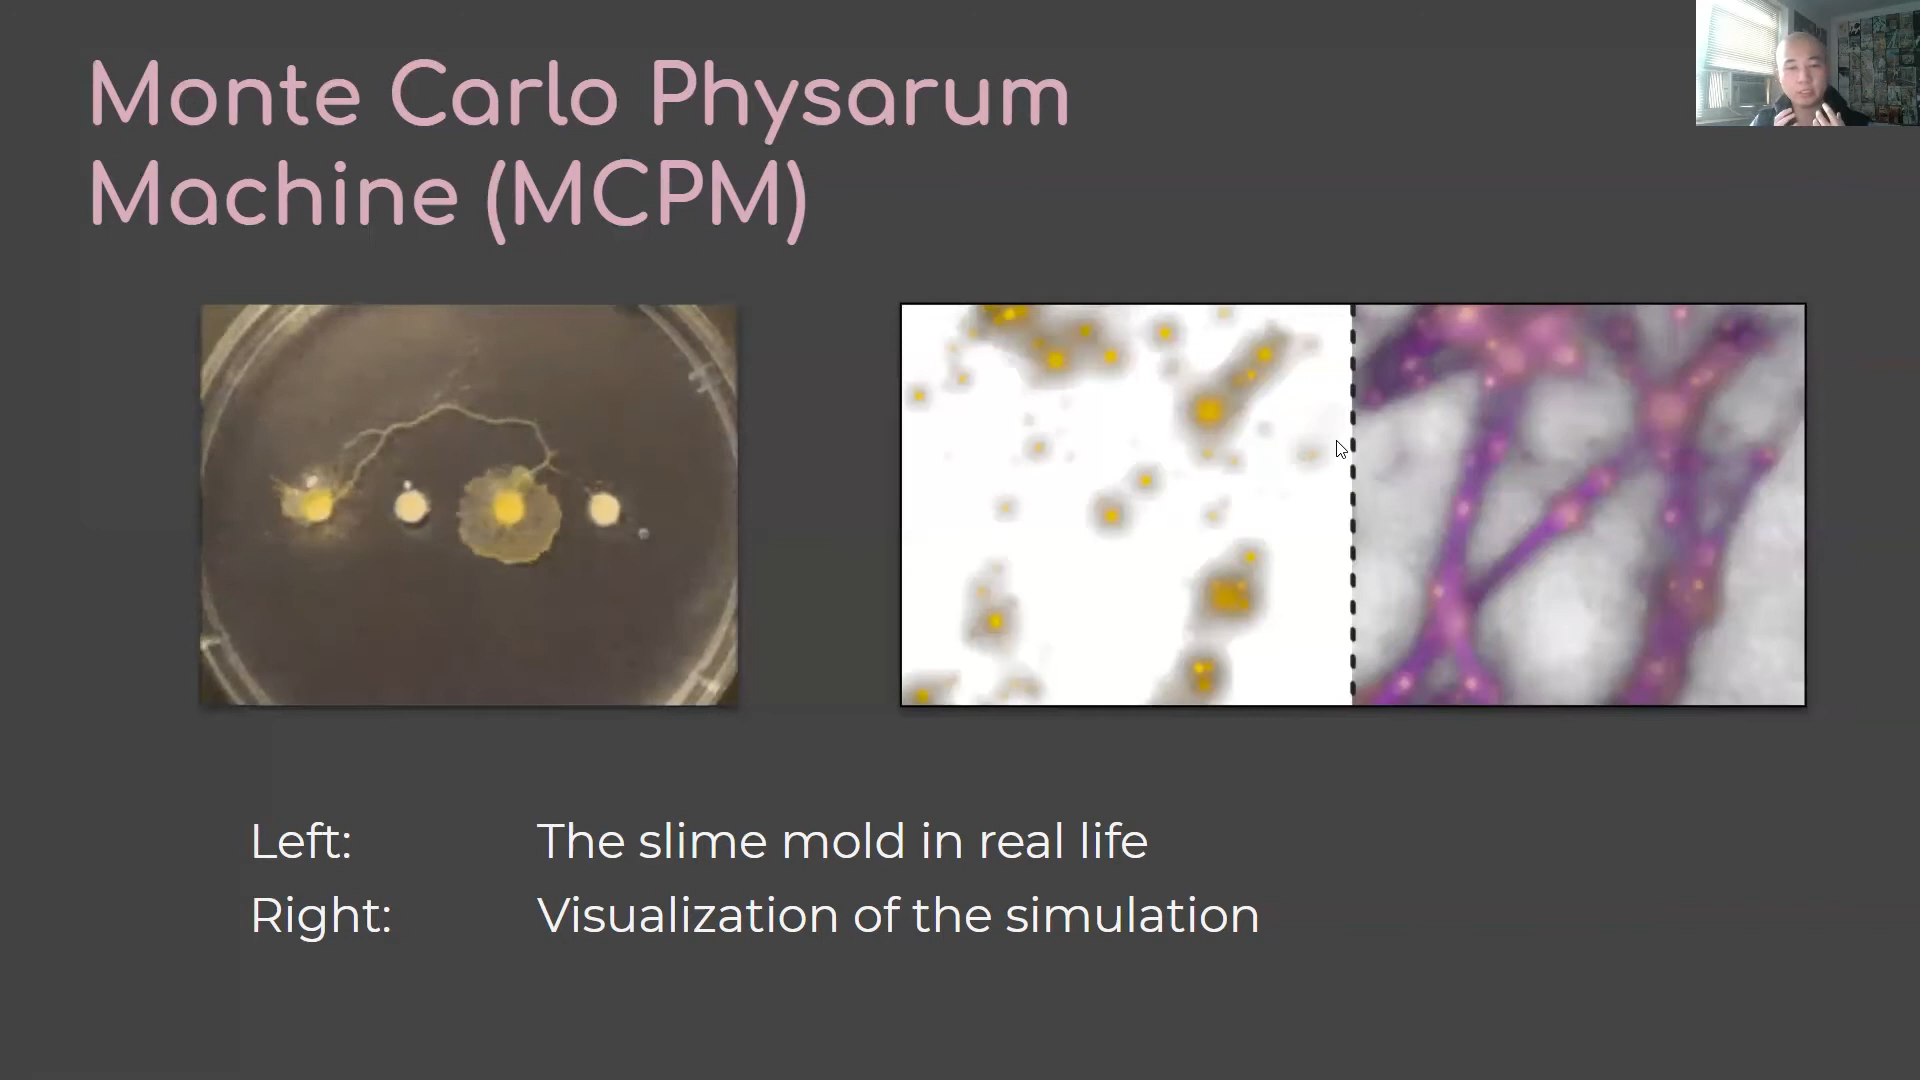 Monte Carlo Physarum
Machine (MCPM)
Left: The slime mold in real life
Right: Visualization of the simulation